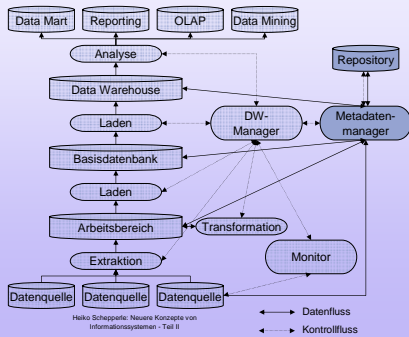 Data Mart
Reporting
OLAP
Data Mining
Analyse
Repository
Data Warehouse
Laden
DW-
Manager
Metadaten-
manager
Basisdatenbank
Laden
Arbeitsbereich
Transformation
Extraktion
Monitor
Datenquelle
Datenquelle
Datenquelle
Heiko Schepperle: Neuere Konzepte von
Informationssystemen - Teil II
Datenfluss
Kontrollfluss